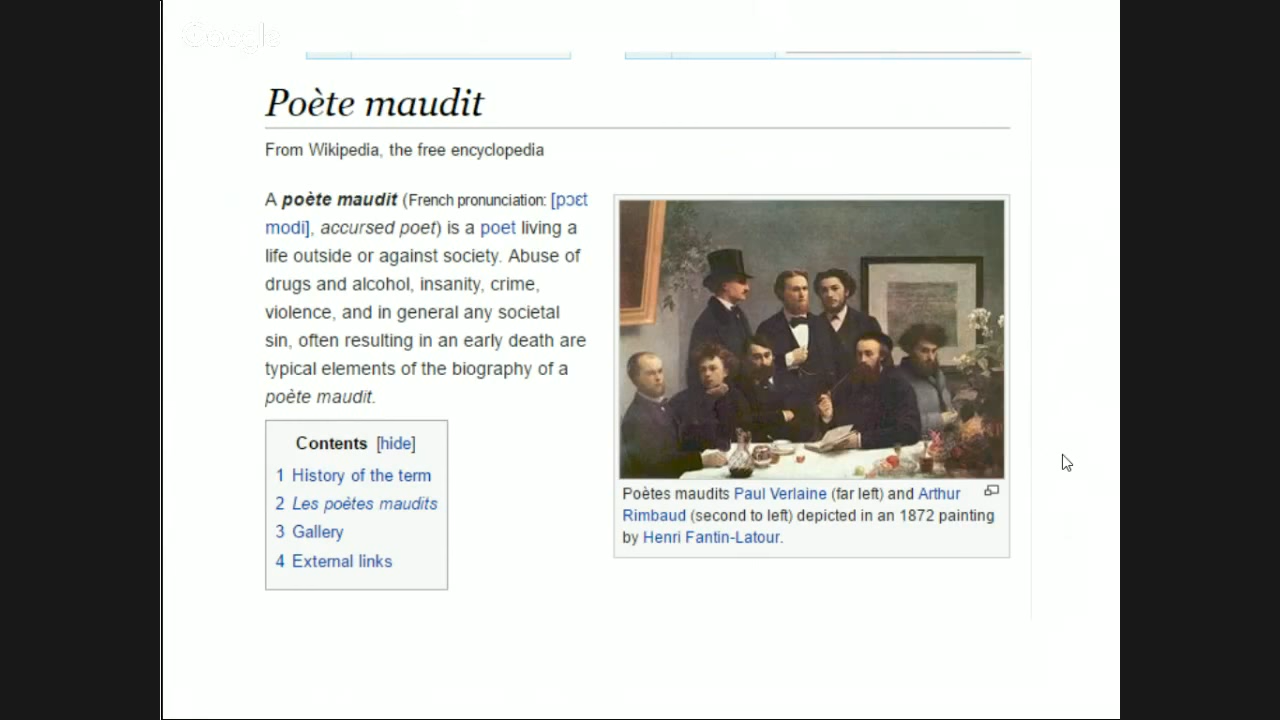 Google
Poète maudit
From Wikipedia, the free encyclopedia
A poète maudit (French pronunciation: [pɔɛt
modi], accursed poet) is a poet living a
life outside or against society. Abuse of
drugs and alcohol, insanity, crime,
violence, and in general any societal
sin, often resulting in an early death are
typical elements of the biography of a
poète maudit.
Contents [hide]
1 History of the term
2 Les poètes maudits
3 Gallery
4 External links
Poètes maudits Paul Verlaine (far left) and Arthur
Rimbaud (second to left) depicted in an 1872 painting
by Henri Fantin-Latour.